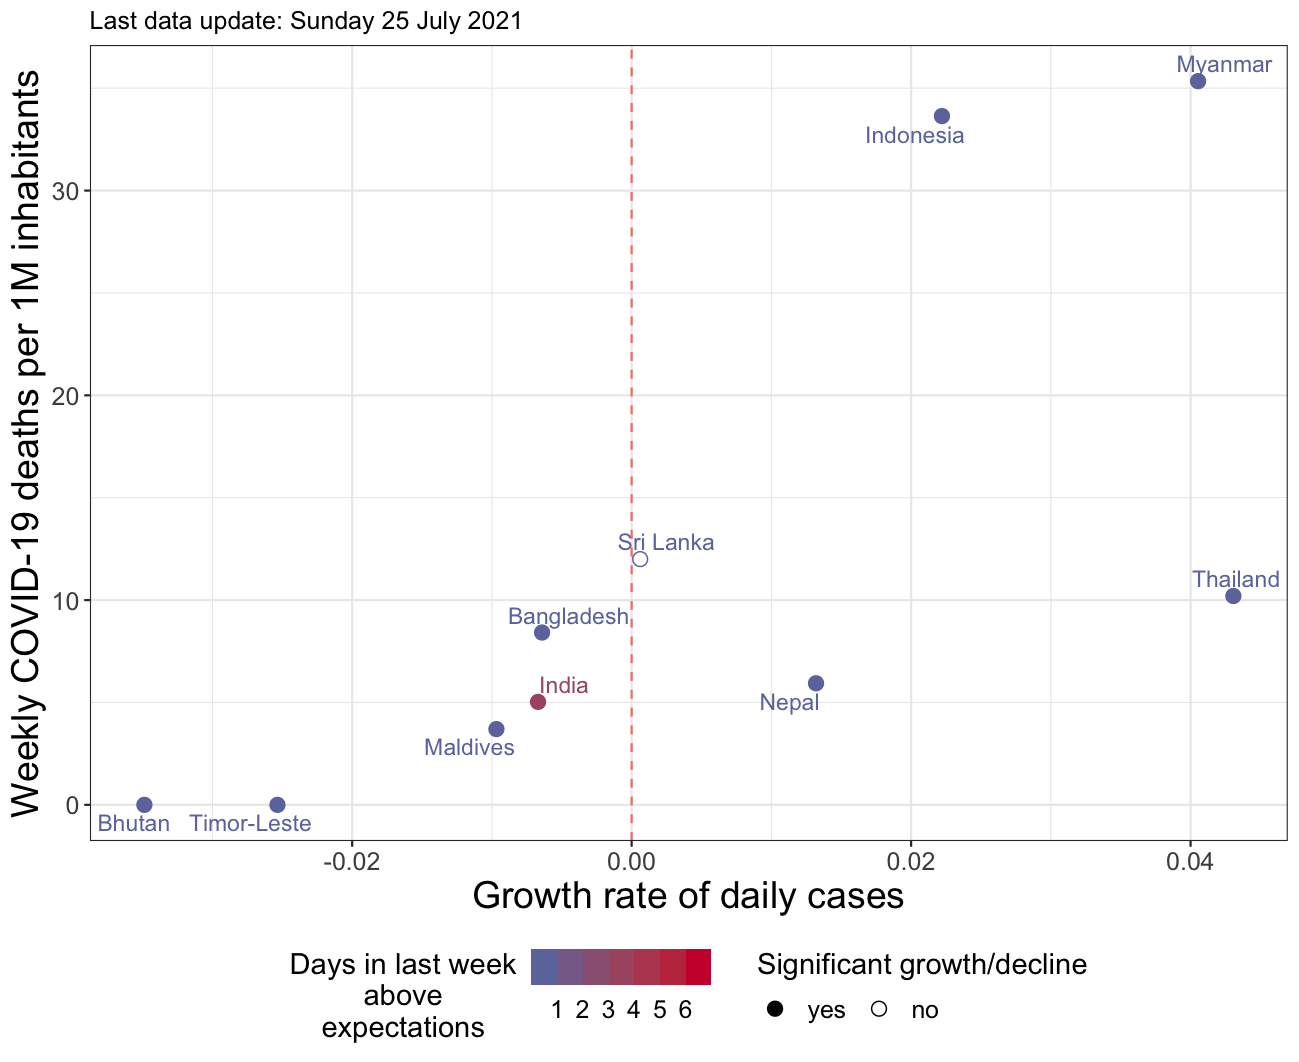 Last data update: Sunday 25 July 2021
Weekly COVID-19 deaths per 1M inhabitants
30
20
10
0
Myanmar
Indonesia
Sri Lanka
Thailand
Bangladesh
India
Nepal
Maldives
Bhutan Timor-Leste
-0.02 0.00 0.02 0.04
Growth rate of daily cases
Days in last week
above
expectations
1 2 3 4 5 6
Significant growth/decline
yes no